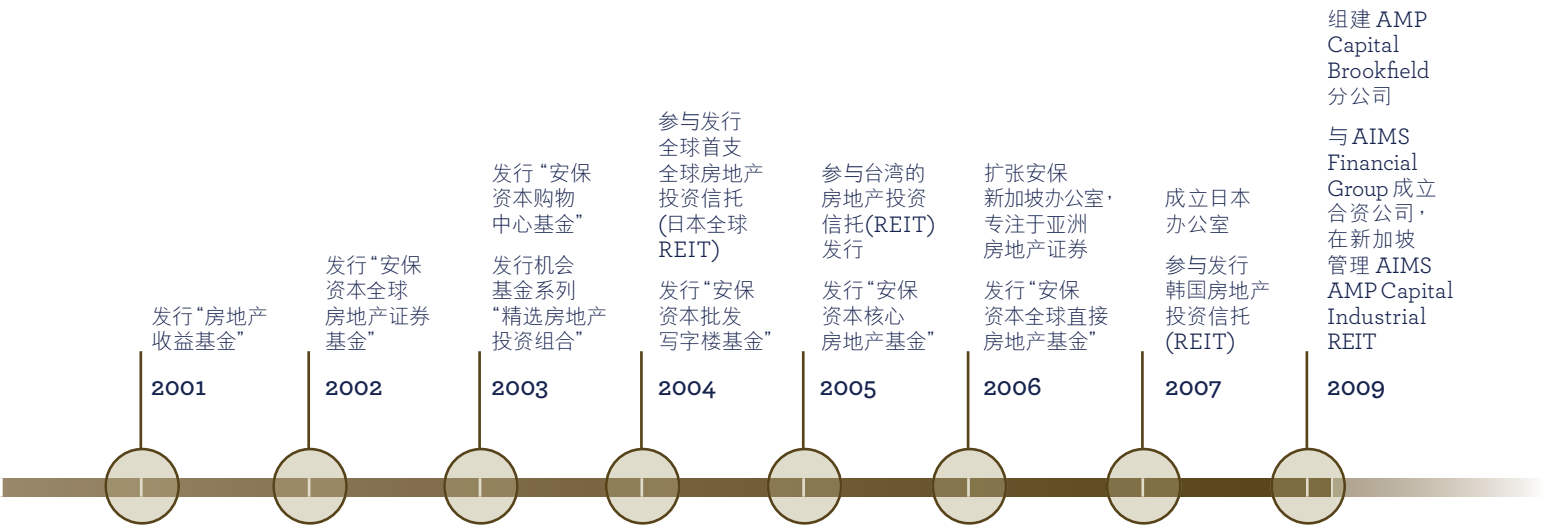 发行“房地产
收益基金”
2001
发行“安保
资本全球
房地产证券
基金”
2002
发行 “安保
资本购物
中心基金”
发行机会
基金系列
“精选房地产
投资组合”
2003
参与发行
全球首支
全球房地产
投资信托
(日本全球
REIT)
发行“安保
资本批发
写字楼基金”
2004
参与台湾的
房地产投资
信托(REIT)
发行
发行“安保
资本核心
房地产基金”
2005
扩张安保
新加坡办公室，
专注于亚洲
房地产证券
发行“安保
资本全球直接
房地产基金”
2006
成立日本
办公室
参与发行
韩国房地产
投资信托
(REIT)
2007
组建 AMP
Capital
Brookfield
分公司
与 AIMS
Financial
Group 成立
合资公司，
在新加坡
管理 AIMS
AMP Capital
Industrial
REIT
2009